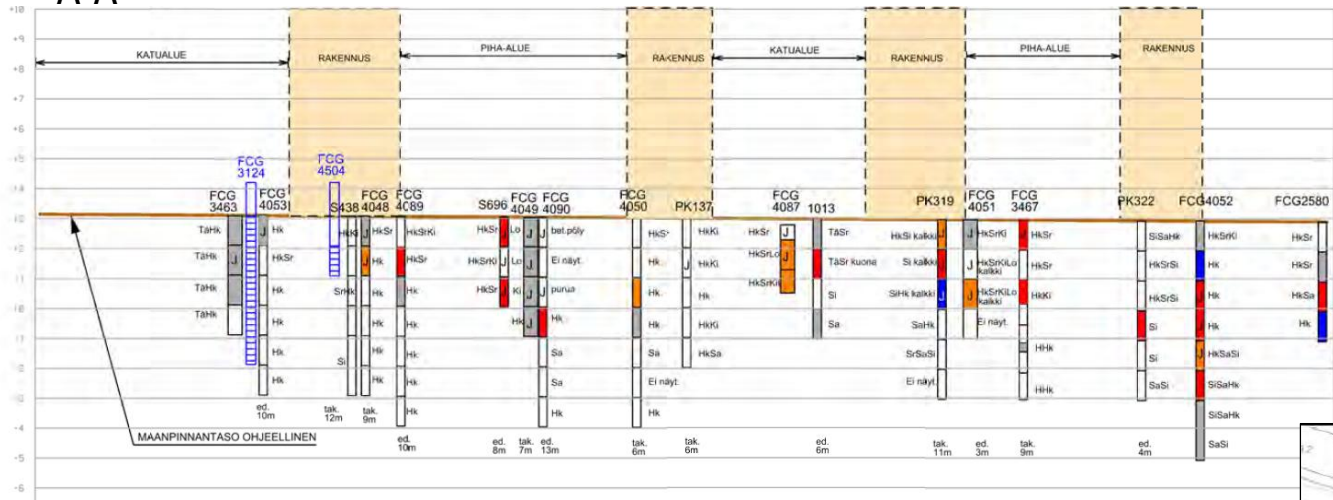 A-A
+10
+9
+8
+7
+6
+5
+4
+3
+2
+1
+0
-1
-2
-3
-4
-5
-6
KATUALUE
RAKENNUS
PIHA-ALUE
RAKENNUS
KATUALUE
RAKENNUS
PIHA-ALUE
RAKENNUS
FCG
3463
TäHk
TäHk
TäHk
TäHk
FCG
3124
FCG
4053
J
Hk
HkSr
Hk
Hk
Hk
Hk
ed.
10m
FCG
4504
S438
HkKi
SrHk
Si
tak.
12m
FCG
4048
J
HkSr
J
Hk
Hk
Hk
Hk
Hk
tak.
9m
FCG
4089
HkSrKi
HkSr
Hk
Hk
Hk
Hk
Hk
ed.
10m
S696
HkSr
HkSrKi
HkSr
ed.
8m
FCG
4049
Lo
J
Lo
J
Ki
J
Hk
J
tak.
7m
FCG
4090
J
bet.pöly
J
Ei näyt.
J
purua
Hk
Sa
Sa
Hk
ed.
13m
FCG
4050
HkSr
Hk
Hk
Hk
Sa
Ei näyt.
Hk
tak.
6m
PK137
HkKi
J
HkKi
Hk
HkKi
HkSa
tak.
6m
FCG
4087
HkSr
J
HkSrLo
J
HkSrKi
J
1013
TäSr
TäSr kuona
Si
Sa
ed.
6m
PK319
HkSi kalkki
J
Si kalkki
J
SiHk kalkki
J
SaHk
SrSaSi
Ei näyt.
tak.
11m
FCG
4051
J
HkSrKi
J
HkSrKiLo
kalkki
J
HkSrKiLo
kalkki
Ei näyt.
ed.
3m
FCG
3467
J
HkSr
HkSr
HkKi
HHk
HHk
tak.
9m
PK322
SiSaHk
HkSrSi
HkSrSi
Si
Si
SaSi
ed.
4m
FCG4052
HkSrKi
Hk
J
Hk
J
Hk
J
HkSaSi
SiSaHk
SiSaHk
SaSi
FCG2580
HkSr
HkSr
HkSa
Hk
MAANPINNANTASO OHJEELLINEN